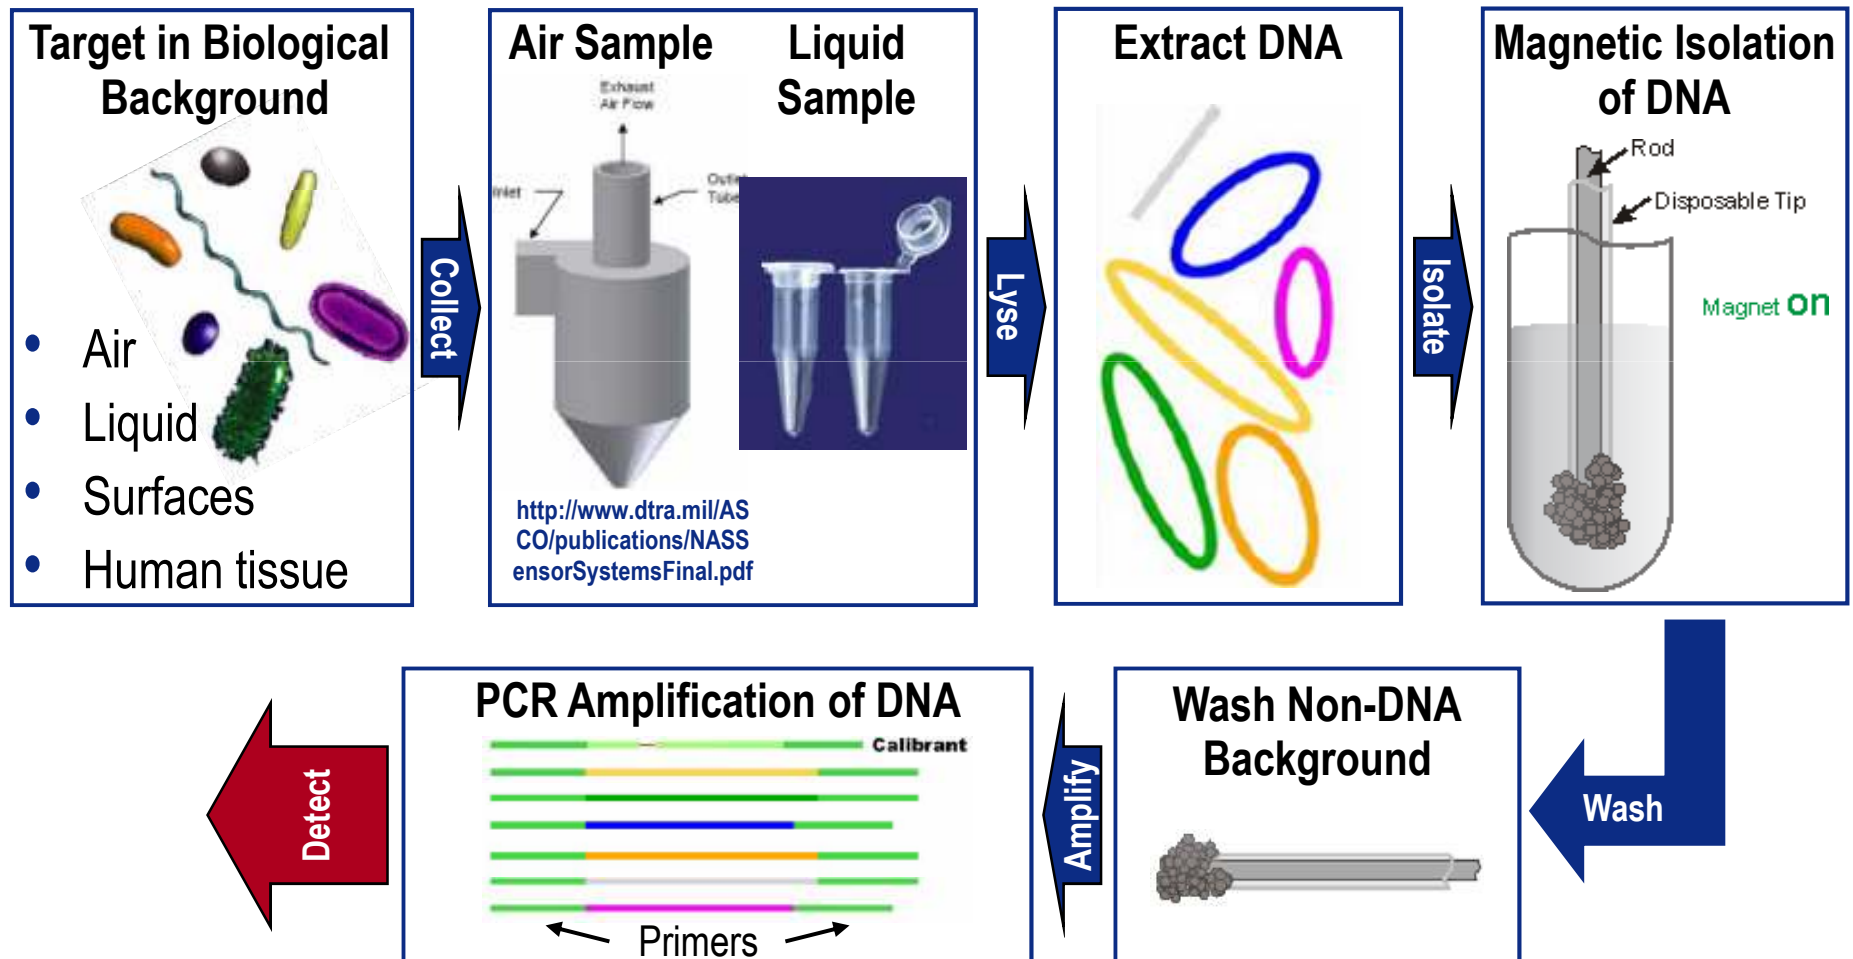 Target in Biological
Background
• Air
• Liquid
• Surfaces
• Human tissue
Collect
Air Sample
Liquid
Sample
Exhaust
Air Flow
Inlet
Outlet
Tube
http://www.dtra.mil/AS
CO/publications/NASS
ensorSystemsFinal.pdf
Lyse
Extract DNA
Isolate
Magnetic Isolation
of DNA
Rod
Disposable Tip
Magnet on
Wash
Wash Non-DNA
Background
Amplify
PCR Amplification of DNA
Calibrant
Primers
Detect